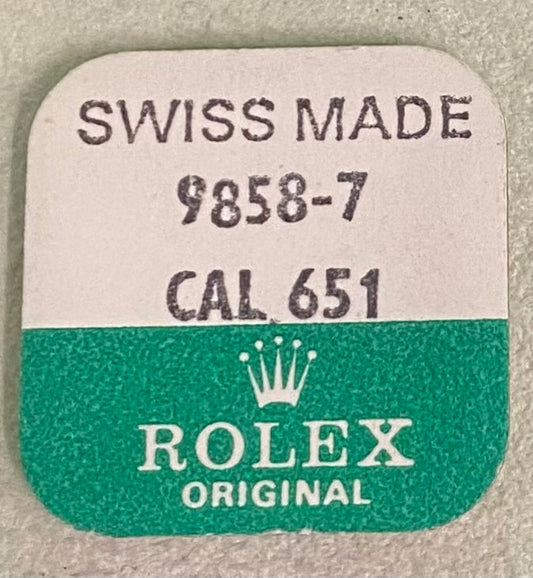 SWISS MADE
9858-7
CAL 651
ROLEX
ORIGINAL